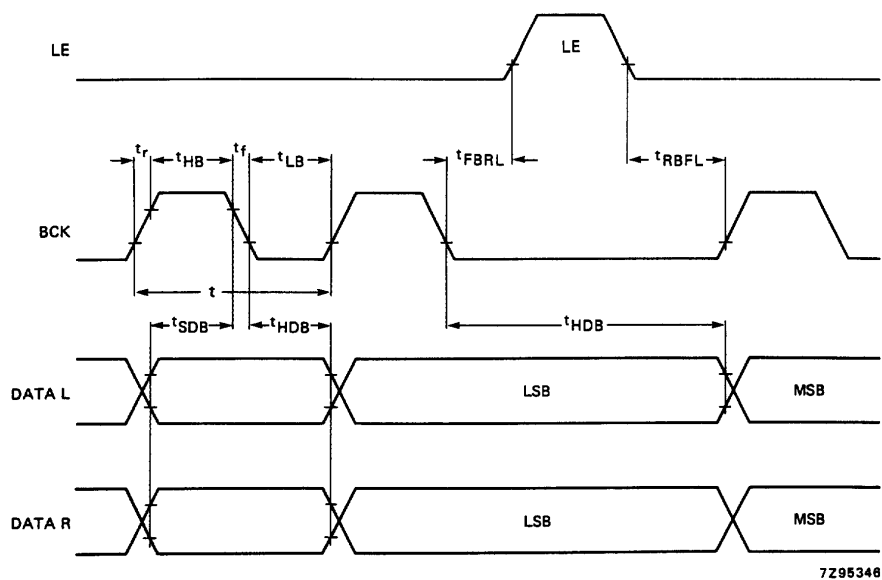 LE
LE
tr
tHB
tf
tLB
tFBRL
tRBFL
BCK
t
tSDB
tHDB
tHDB
DATA L
LSB
MSB
DATA R
LSB
MSB
7Z95346